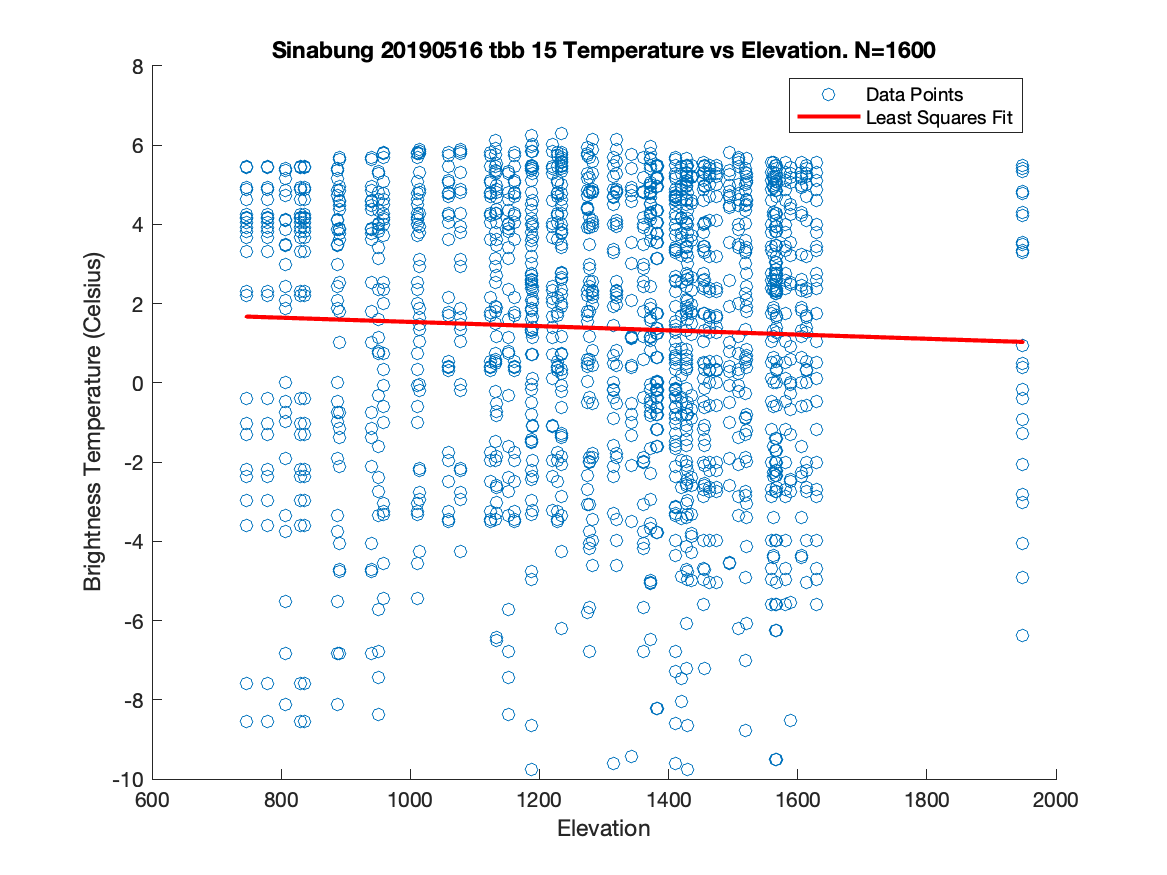 Sinabung 20190516 tbb 15 Temperature vs Elevation. N=1600
Data Points
Least Squares Fit
Brightness Temperature (Celsius)
8
6
4
2
0
-2
-4
-6
-8
-10
600 800 1000 1200 1400 1600 1800 2000
Elevation